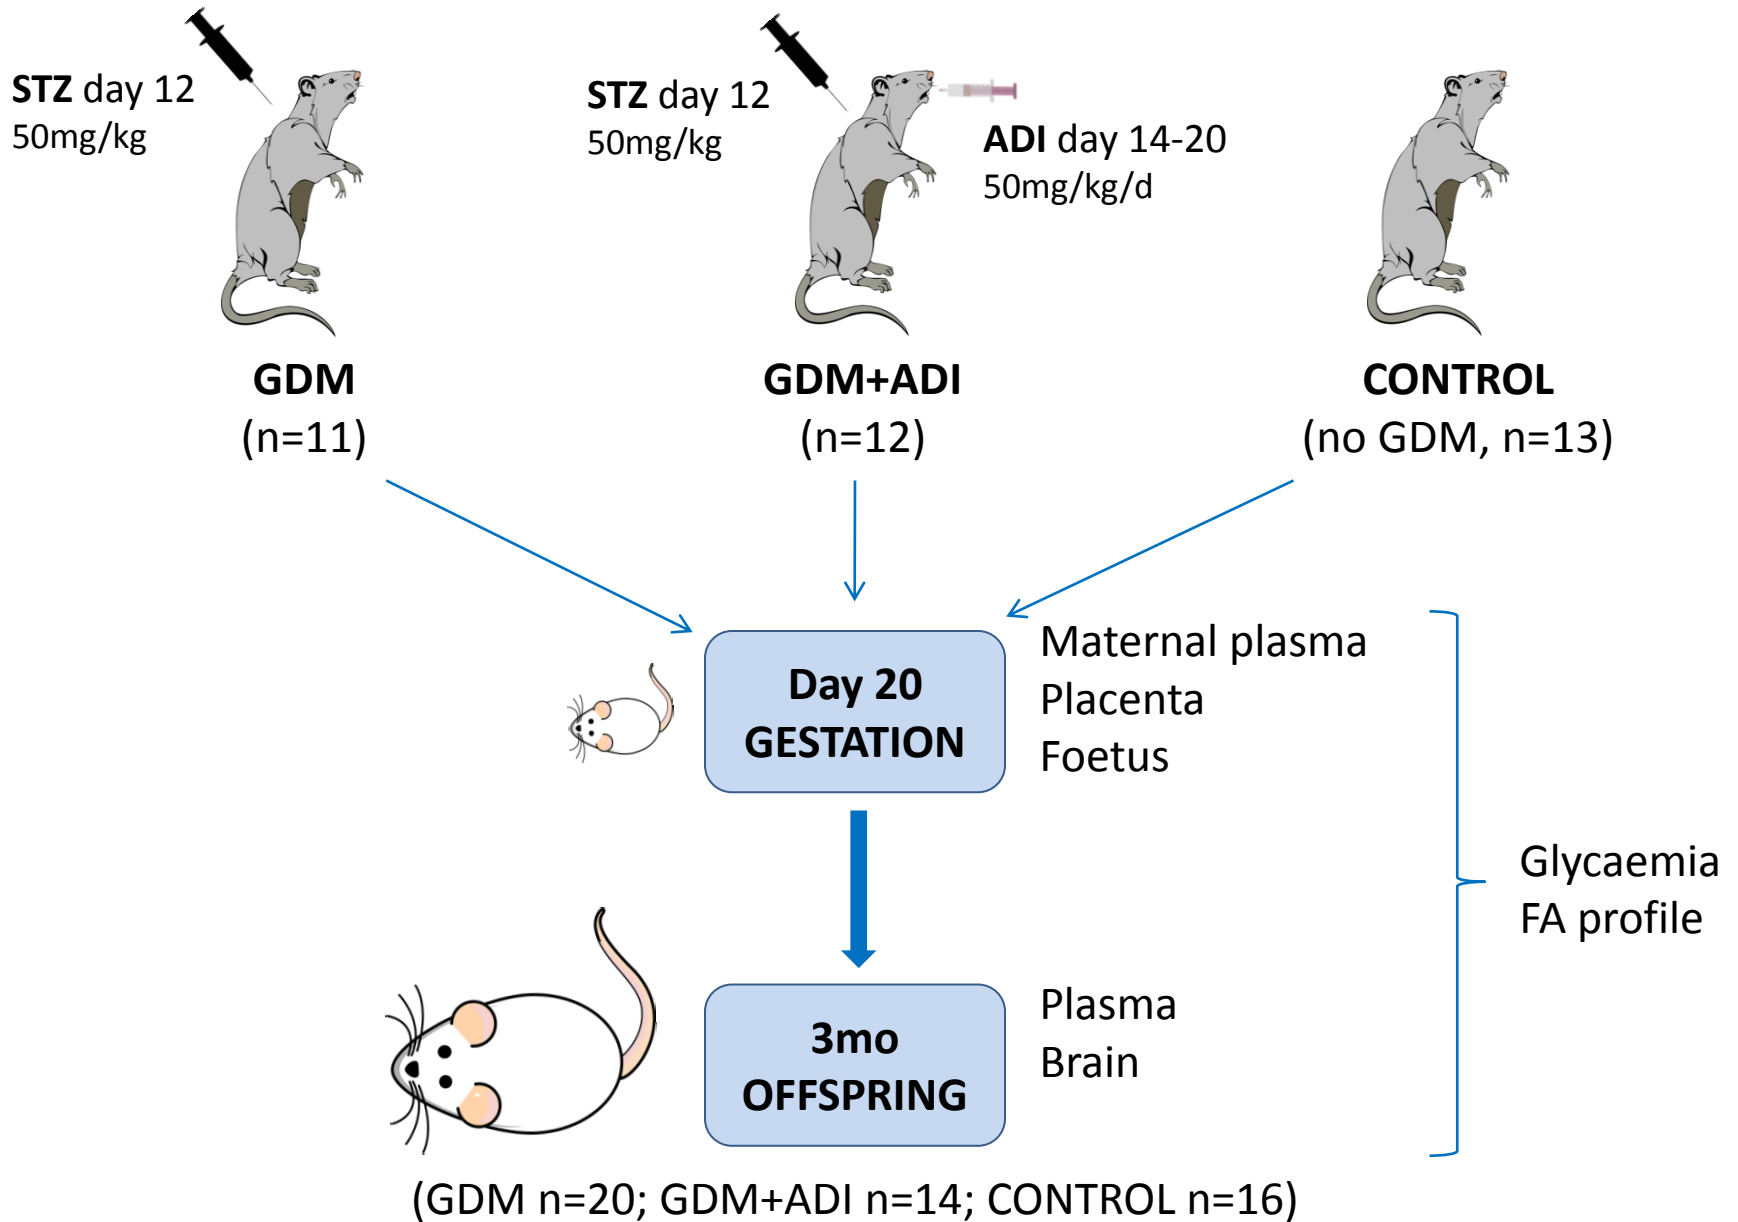 STZ day 12
50mg/kg
STZ day 12
50mg/kg
ADI day 14-20
50mg/kg/d
GDM
(n=11)
GDM+ADI
(n=12)
CONTROL
(no GDM, n=13)
Day 20
GESTATION
Maternal plasma
Placenta
Foetus
Glycaemia
FA profile
3mo
OFFSPRING
Plasma
Brain
(GDM n=20; GDM+ADI n=14; CONTROL n=16)